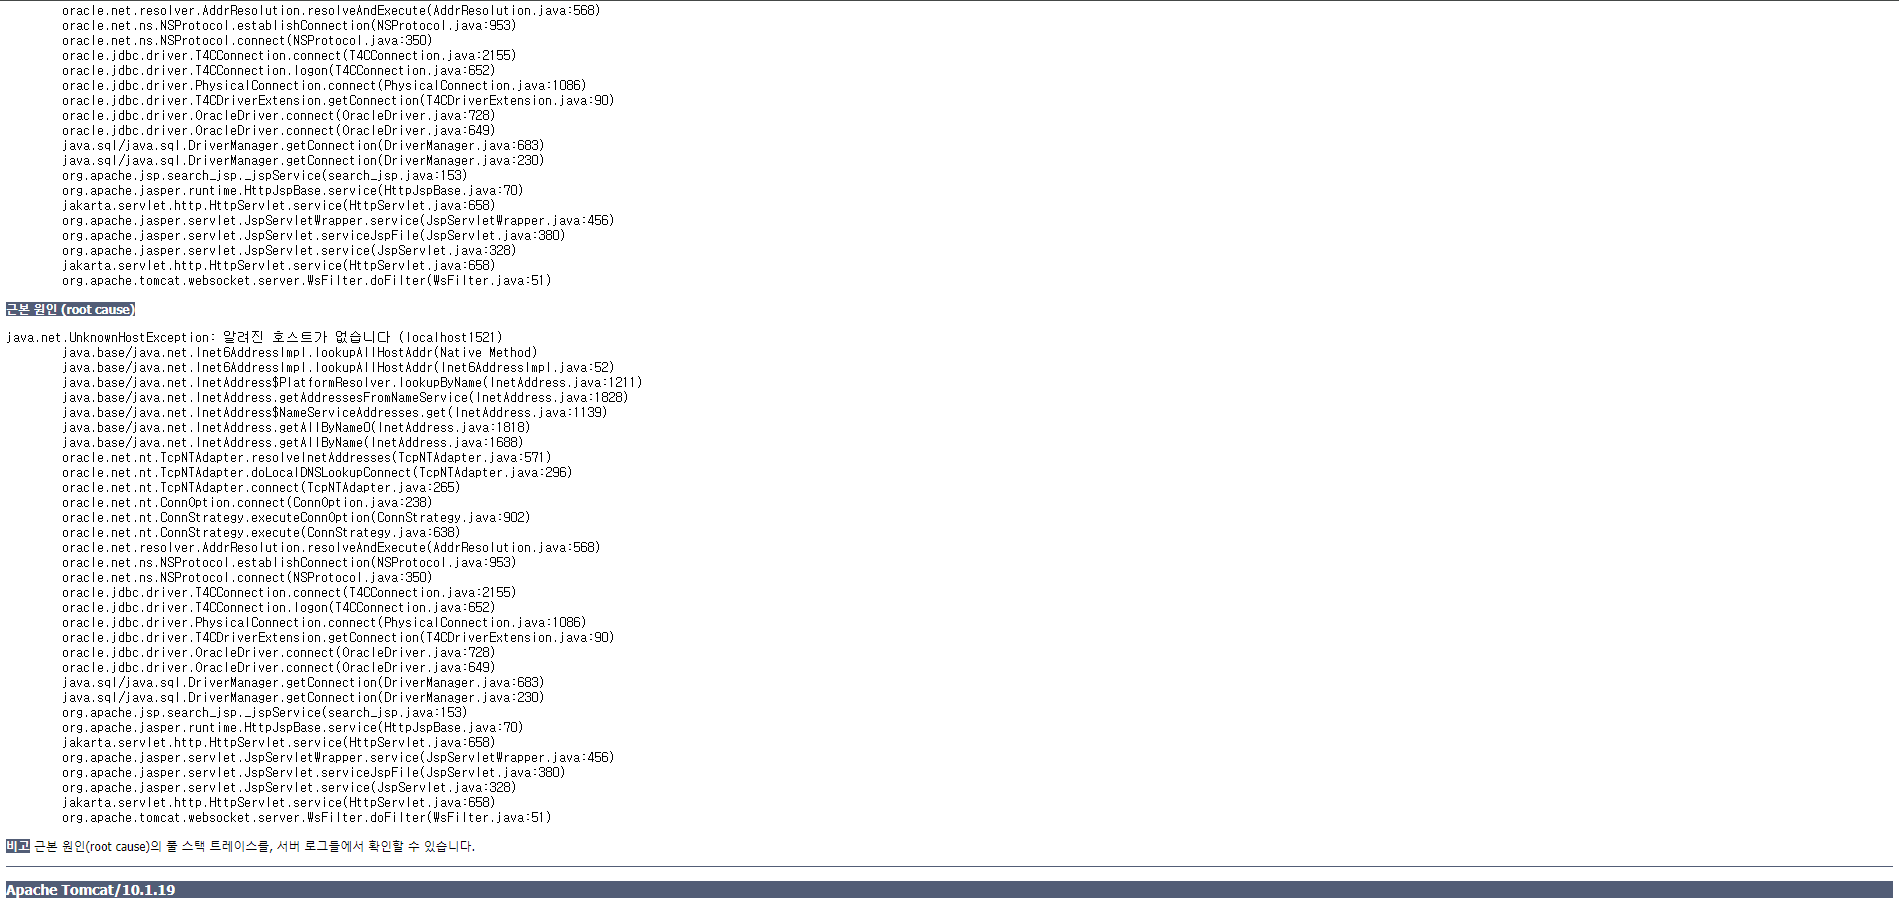 oracle.net.resolver.AddrResolution.resolveAndExecute(AddrResolution.java:568)
oracle.net.ns.NSProtocol.establishConnection(NSProtocol.java:953)
oracle.net.ns.NSProtocol.connect(NSProtocol.java:350)
oracle.jdbc.driver.T4CConnection.connect(T4CConnection.java:2155)
oracle.jdbc.driver.T4CConnection.logon(T4CConnection.java:652)
oracle.jdbc.driver.PhysicalConnection.connect(PhysicalConnection.java:1086)
oracle.jdbc.driver.T4CDriverExtension.getConnection(T4CDriverExtension.java:90)
oracle.jdbc.driver.OracleDriver.connect(OracleDriver.java:728)
oracle.jdbc.driver.OracleDriver.connect(OracleDriver.java:649)
java.sql/java.sql.DriverManager.getConnection(DriverManager.java:683)
java.sql/java.sql.DriverManager.getConnection(DriverManager.java:230)
org.apache.jsp.search_jsp._jspService(search_jsp.java:153)
org.apache.jasper.runtime.HttpJspBase.service(HttpJspBase.java:70)
jakarta.servlet.http.HttpServlet.service(HttpServlet.java:658)
org.apache.jasper.servlet.JspServletWrapper.service(JspServletWrapper.java:456)
org.apache.jasper.servlet.JspServlet.serviceJspFile(JspServlet.java:380)
org.apache.jasper.servlet.JspServlet.service(JspServlet.java:328)
jakarta.servlet.http.HttpServlet.service(HttpServlet.java:658)
org.apache.tomcat.websocket.server.WsFilter.doFilter(WsFilter.java:51)
근본 원인 (root cause)
java.net.UnknownHostException: 알려진 호스트가 없습니다 (localhost1521)
java.base/java.net.Inet6AddressImpl.lookupAllHostAddr(Native Method)
java.base/java.net.Inet6AddressImpl.lookupAllHostAddr(Inet6AddressImpl.java:52)
java.base/java.net.InetAddress$PlatformResolver.lookupByName(InetAddress.java:1211)
java.base/java.net.InetAddress.getAddressesFromNameService(InetAddress.java:1828)
java.base/java.net.InetAddress$NameServiceAddresses.get(InetAddress.java:1139)
java.base/java.net.InetAddress.getAllByName0(InetAddress.java:1818)
java.base/java.net.InetAddress.getAllByName(InetAddress.java:1688)
oracle.net.nt.TcpNTAdapter.resolveInetAddresses(TcpNTAdapter.java:571)
oracle.net.nt.TcpNTAdapter.doLocalDNSLookupConnect(TcpNTAdapter.java:296)
oracle.net.nt.TcpNTAdapter.connect(TcpNTAdapter.java:265)
oracle.net.nt.ConnOption.connect(ConnOption.java:238)
oracle.net.nt.ConnStrategy.executeConnOption(ConnStrategy.java:902)
oracle.net.nt.ConnStrategy.execute(ConnStrategy.java:638)
oracle.net.resolver.AddrResolution.resolveAndExecute(AddrResolution.java:568)
oracle.net.ns.NSProtocol.establishConnection(NSProtocol.java:953)
oracle.net.ns.NSProtocol.connect(NSProtocol.java:350)
oracle.jdbc.driver.T4CConnection.connect(T4CConnection.java:2155)
oracle.jdbc.driver.T4CConnection.logon(T4CConnection.java:652)
oracle.jdbc.driver.PhysicalConnection.connect(PhysicalConnection.java:1086)
oracle.jdbc.driver.T4CDriverExtension.getConnection(T4CDriverExtension.java:90)
oracle.jdbc.driver.OracleDriver.connect(OracleDriver.java:728)
oracle.jdbc.driver.OracleDriver.connect(OracleDriver.java:649)
java.sql/java.sql.DriverManager.getConnection(DriverManager.java:683)
java.sql/java.sql.DriverManager.getConnection(DriverManager.java:230)
org.apache.jsp.search_jsp._jspService(search_jsp.java:153)
org.apache.jasper.runtime.HttpJspBase.service(HttpJspBase.java:70)
jakarta.servlet.http.HttpServlet.service(HttpServlet.java:658)
org.apache.jasper.servlet.JspServletWrapper.service(JspServletWrapper.java:456)
org.apache.jasper.servlet.JspServlet.serviceJspFile(JspServlet.java:380)
org.apache.jasper.servlet.JspServlet.service(JspServlet.java:328)
jakarta.servlet.http.HttpServlet.service(HttpServlet.java:658)
org.apache.tomcat.websocket.server.WsFilter.doFilter(WsFilter.java:51)
비고 근본 원인(root cause)의 풀 스택 트레이스를, 서버 로그들에서 확인할 수 있습니다.
Apache Tomcat/10.1.19